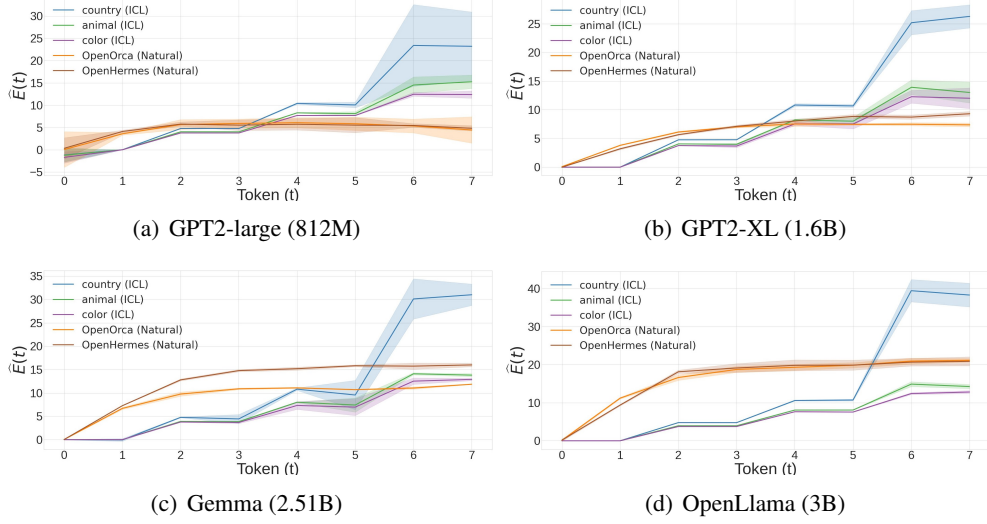 country (ICL)
animal (ICL)
color (ICL)
OpenOrca (Natural)
OpenHermes (Natural)
Ê(t)
30
25
20
15
10
5
0
−5
0 1 2 3 4 5 6 7
Token (t)
(a) GPT2-large (812M)
country (ICL)
animal (ICL)
color (ICL)
OpenOrca (Natural)
OpenHermes (Natural)
Ê(t)
25
20
15
10
5
0
0 1 2 3 4 5 6 7
Token (t)
(b) GPT2-XL (1.6B)
country (ICL)
animal (ICL)
color (ICL)
OpenOrca (Natural)
OpenHermes (Natural)
Ê(t)
35
30
25
20
15
10
5
0
0 1 2 3 4 5 6 7
Token (t)
(c) Gemma (2.51B)
country (ICL)
animal (ICL)
color (ICL)
OpenOrca (Natural)
OpenHermes (Natural)
Ê(t)
40
30
20
10
0
0 1 2 3 4 5 6 7
Token (t)
(d) OpenLlama (3B)